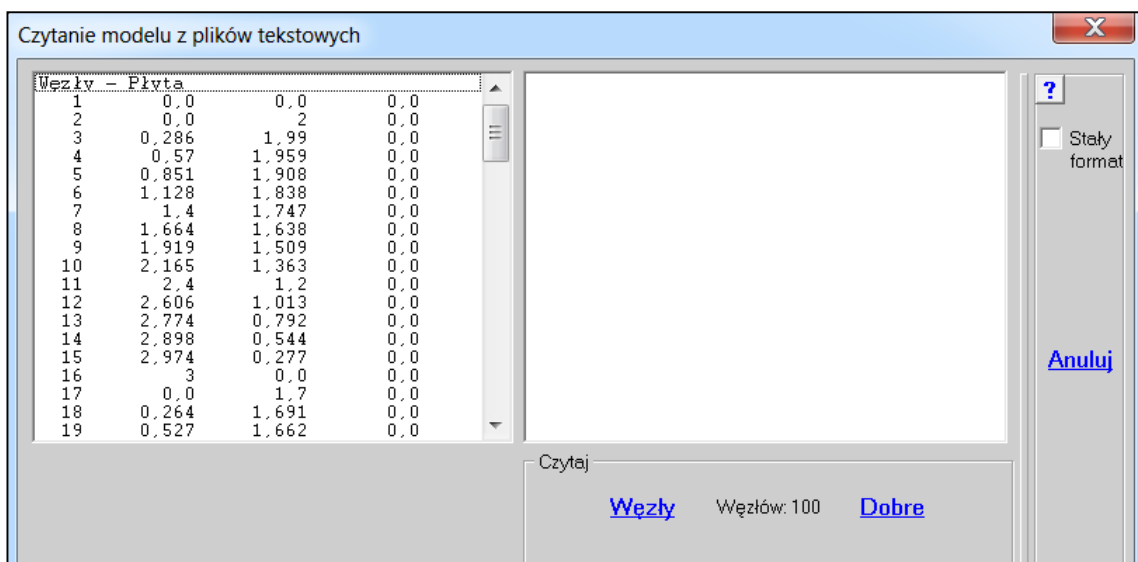 Czytanie modelu z plików tekstowych
X
Węzły - Płyta
1 0,0 0,0 0,0
2 0,0 2 0,0
3 0,286 1,99 0,0
4 0,57 1,959 0,0
5 0,851 1,908 0,0
6 1,128 1,838 0,0
7 1,4 1,747 0,0
8 1,664 1,638 0,0
9 1,919 1,509 0,0
10 2,165 1,363 0,0
11 2,4 1,2 0,0
12 2,606 1,013 0,0
13 2,774 0,792 0,0
14 2,898 0,544 0,0
15 2,974 0,277 0,0
16 3 0,0 0,0
17 0,0 1,7 0,0
18 0,264 1,691 0,0
19 0,527 1,662 0,0
?
Stały
format
Anuluj
Czytaj
Węzły Węzłów: 100 Dobre